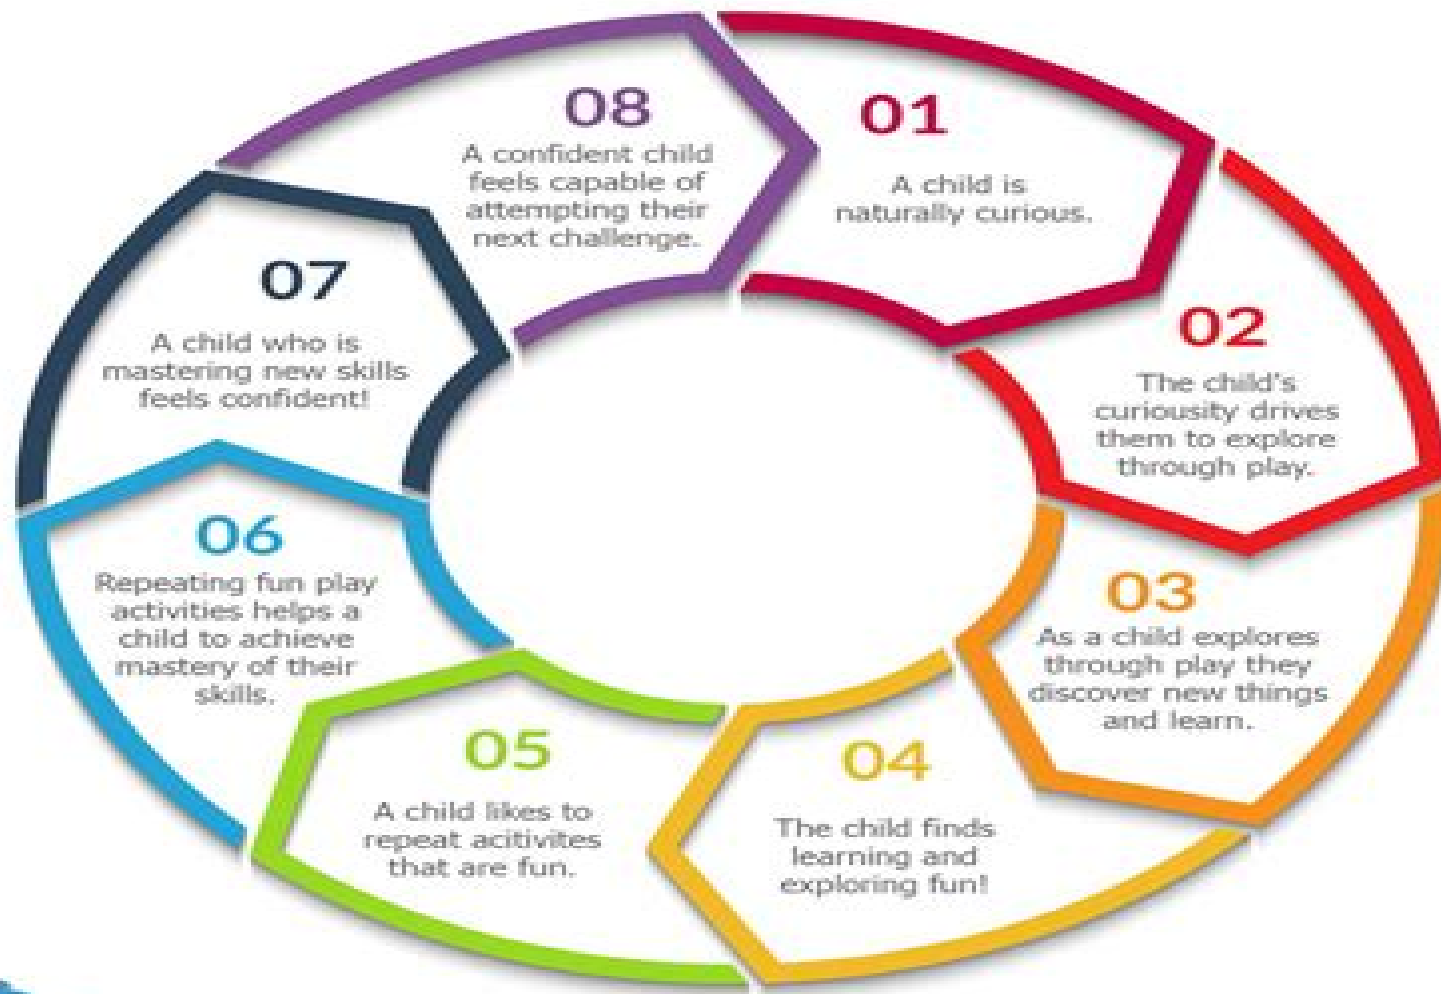 01
A child is
naturally curious.
02
The child's
curiousity drives
them to explore
through play.
03
As a child explores
through play they
discover new things
and learn.
04
The child finds
learning and
exploring fun!
05
A child likes to
repeat acitivites
that are fun.
06
Repeating fun play
activities helps a
child to achieve
mastery of their
skills.
07
A child who is
mastering new skills
feels confident!
08
A confident child
feels capable of
attempting their
next challenge.